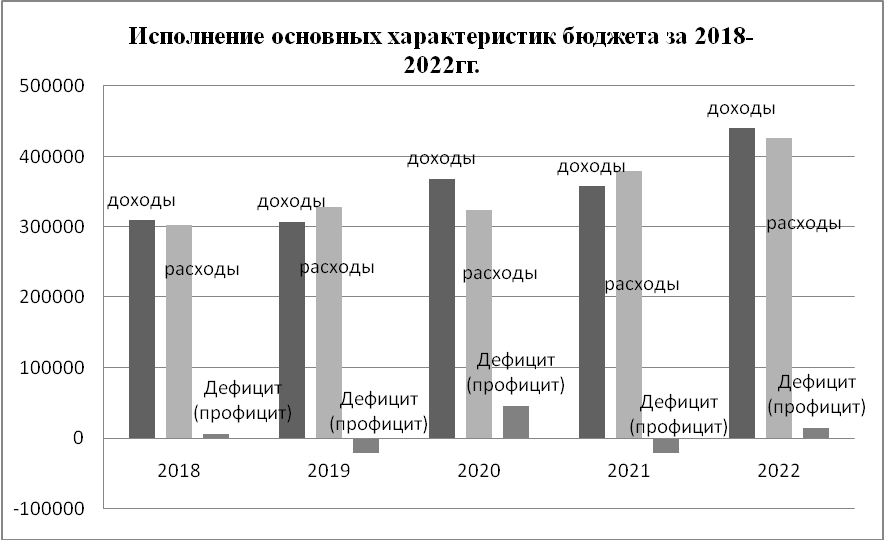 Исполнение основных характеристик бюджета за 2018-
2022гг.
500000
400000
300000
200000
100000
0
-100000
доходы
расходы
Дефицит
(профицит)
2018
доходы
расходы
Дефицит
(профицит)
2019
доходы
расходы
Дефицит
(профицит)
2020
доходы
расходы
Дефицит
(профицит)
2021
доходы
расходы
Дефицит
(профицит)
2022